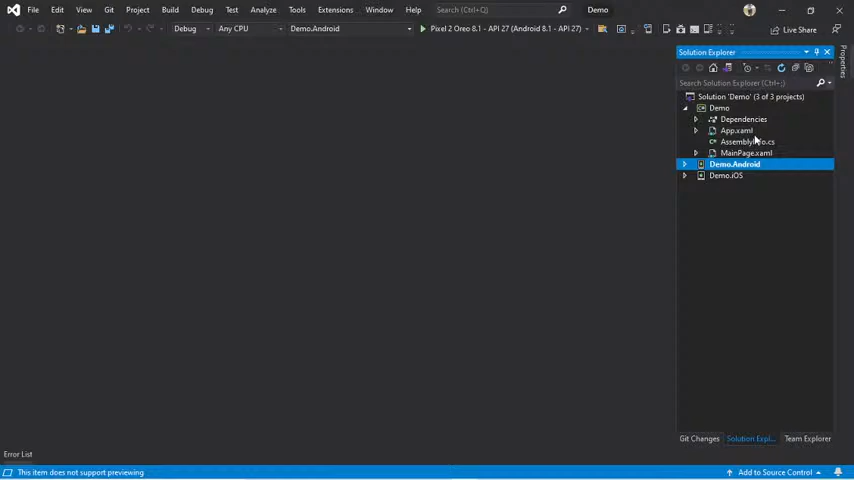 File Edit View Git Project Build Debug Test Analyze Tools Extensions Window Help Search (Ctrl+Q) Demo
Debug Any CPU Demo.Android Pixel 2 Oreo 8.1 - API 27 (Android 8.1 - API 27) Live Share
Solution Explorer
Properties
Search Solution Explorer (Ctrl+;)
Solution 'Demo' (3 of 3 projects)
Demo
Dependencies
App.xaml
AssemblyInfo.cs
MainPage.xaml
Demo.Android
Demo.iOS
Git Changes Solution Expl... Team Explorer
Error List
This item does not support previewing Add to Source Control